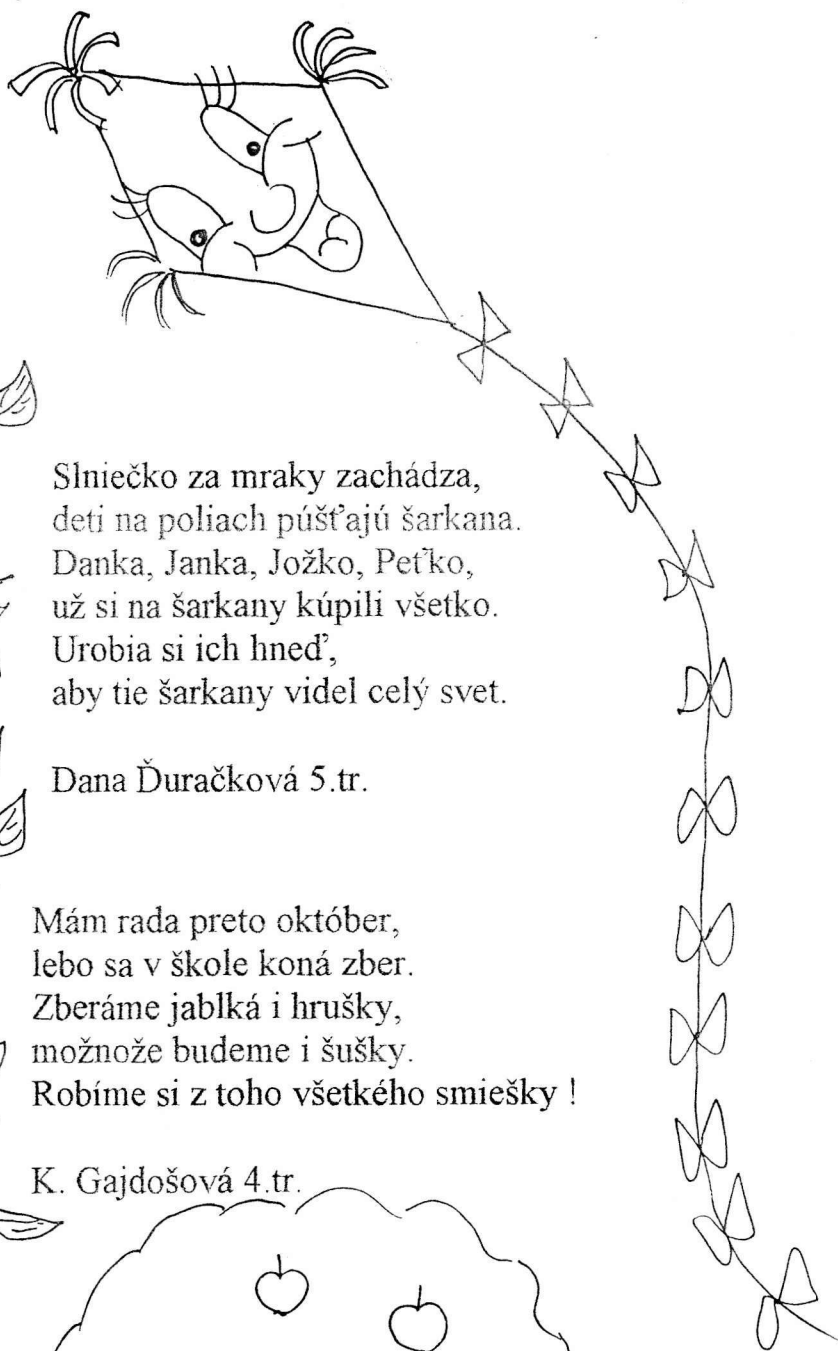 Slniečko za mraky zachádza,
deti na poliach púšťajú šarkana.
Danka, Janka, Jožko, Peťko,
už si na šarkany kúpili všetko.
Urobia si ich hneď,
aby tie šarkany videl celý svet.
Dana Ďuračková 5.tr.
Mám rada preto október,
lebo sa v škole koná zber.
Zberáme jablká i hrušky,
možnože budeme i šušky.
Robíme si z toho všetkého smiešky !
K. Gajdošová 4.tr.